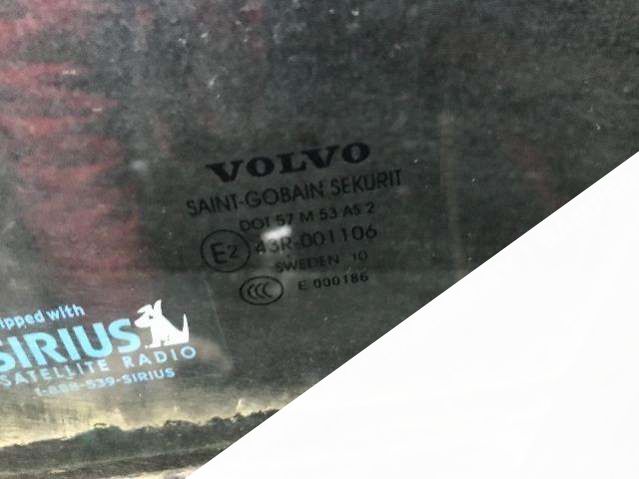 VOLVO
SAINT-GOBAIN SEKURIT
DOT 57 M 53 AS 2
E2 43R-001106
SWEDEN 10
CCC E 000186
ipped with
SIRIUS
SATELLITE RADIO
1-888-539-SIRIUS